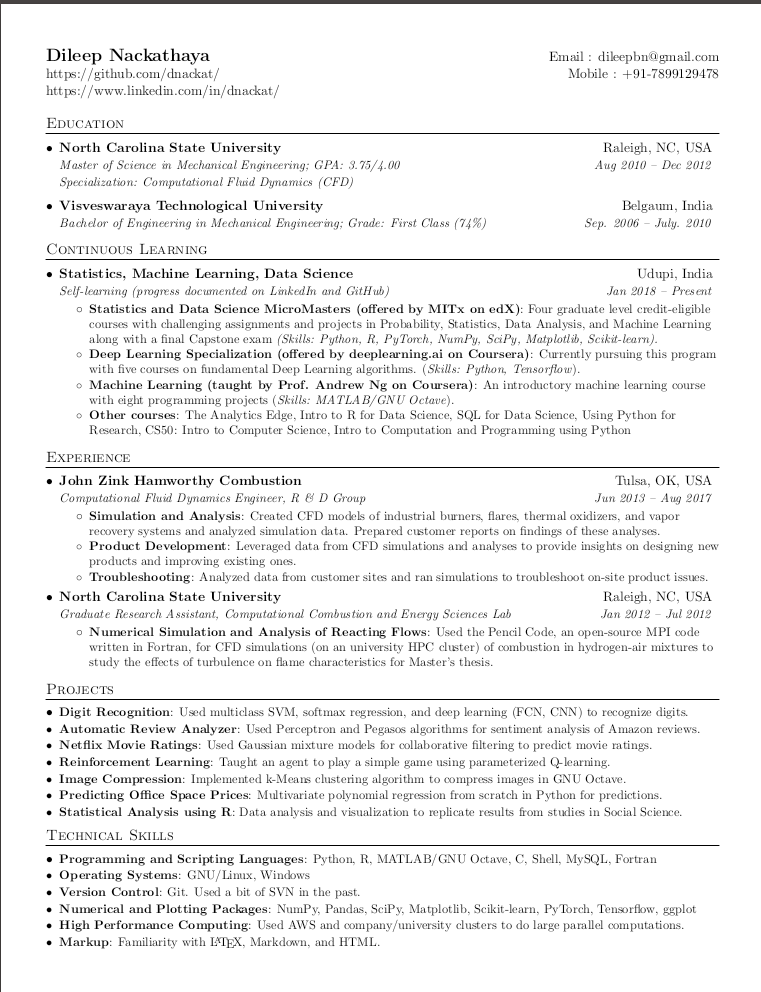 Dileep Nackathaya
Email : dileepbn@gmail.com
https://github.com/dnackat/
Mobile : +91-7899129478
https://www.linkedin.com/in/dnackat/
Education
• North Carolina State University Raleigh, NC, USA
Master of Science in Mechanical Engineering; GPA: 3.75/4.00 Aug 2010 – Dec 2012
Specialization: Computational Fluid Dynamics (CFD)
• Visveswaraya Technological University Belgaum, India
Bachelor of Engineering in Mechanical Engineering; Grade: First Class (74%) Sep. 2006 – July. 2010
Continuous Learning
• Statistics, Machine Learning, Data Science Udupi, India
Self-learning (progress documented on LinkedIn and GitHub) Jan 2018 – Present
◦ Statistics and Data Science MicroMasters (offered by MITx on edX): Four graduate level credit-eligible
courses with challenging assignments and projects in Probability, Statistics, Data Analysis, and Machine Learning
along with a final Capstone exam (Skills: Python, R, PyTorch, NumPy, SciPy, Matplotlib, Scikit-learn).
◦ Deep Learning Specialization (offered by deeplearning.ai on Coursera): Currently pursuing this program
with five courses on fundamental Deep Learning algorithms. (Skills: Python, Tensorflow).
◦ Machine Learning (taught by Prof. Andrew Ng on Coursera): An introductory machine learning course
with eight programming projects (Skills: MATLAB/GNU Octave).
◦ Other courses: The Analytics Edge, Intro to R for Data Science, SQL for Data Science, Using Python for
Research, CS50: Intro to Computer Science, Intro to Computation and Programming using Python
Experience
• John Zink Hamworthy Combustion Tulsa, OK, USA
Computational Fluid Dynamics Engineer, R & D Group Jun 2013 – Aug 2017
◦ Simulation and Analysis: Created CFD models of industrial burners, flares, thermal oxidizers, and vapor
recovery systems and analyzed simulation data. Prepared customer reports on findings of these analyses.
◦ Product Development: Leveraged data from CFD simulations and analyses to provide insights on designing new
products and improving existing ones.
◦ Troubleshooting: Analyzed data from customer sites and ran simulations to troubleshoot on-site product issues.
• North Carolina State University Raleigh, NC, USA
Graduate Research Assistant, Computational Combustion and Energy Sciences Lab Jan 2012 – Jul 2012
◦ Numerical Simulation and Analysis of Reacting Flows: Used the Pencil Code, an open-source MPI code
written in Fortran, for CFD simulations (on an university HPC cluster) of combustion in hydrogen-air mixtures to
study the effects of turbulence on flame characteristics for Master's thesis.
Projects
• Digit Recognition: Used multiclass SVM, softmax regression, and deep learning (FCN, CNN) to recognize digits.
• Automatic Review Analyzer: Used Perceptron and Pegasos algorithms for sentiment analysis of Amazon reviews.
• Netflix Movie Ratings: Used Gaussian mixture models for collaborative filtering to predict movie ratings.
• Reinforcement Learning: Taught an agent to play a simple game using parameterized Q-learning.
• Image Compression: Implemented k-Means clustering algorithm to compress images in GNU Octave.
• Predicting Office Space Prices: Multivariate polynomial regression from scratch in Python for predictions.
• Statistical Analysis using R: Data analysis and visualization to replicate results from studies in Social Science.
Technical Skills
• Programming and Scripting Languages: Python, R, MATLAB/GNU Octave, C, Shell, MySQL, Fortran
• Operating Systems: GNU/Linux, Windows
• Version Control: Git. Used a bit of SVN in the past.
• Numerical and Plotting Packages: NumPy, Pandas, SciPy, Matplotlib, Scikit-learn, PyTorch, Tensorflow, ggplot
• High Performance Computing: Used AWS and company/university clusters to do large parallel computations.
• Markup: Familiarity with LATEX, Markdown, and HTML.